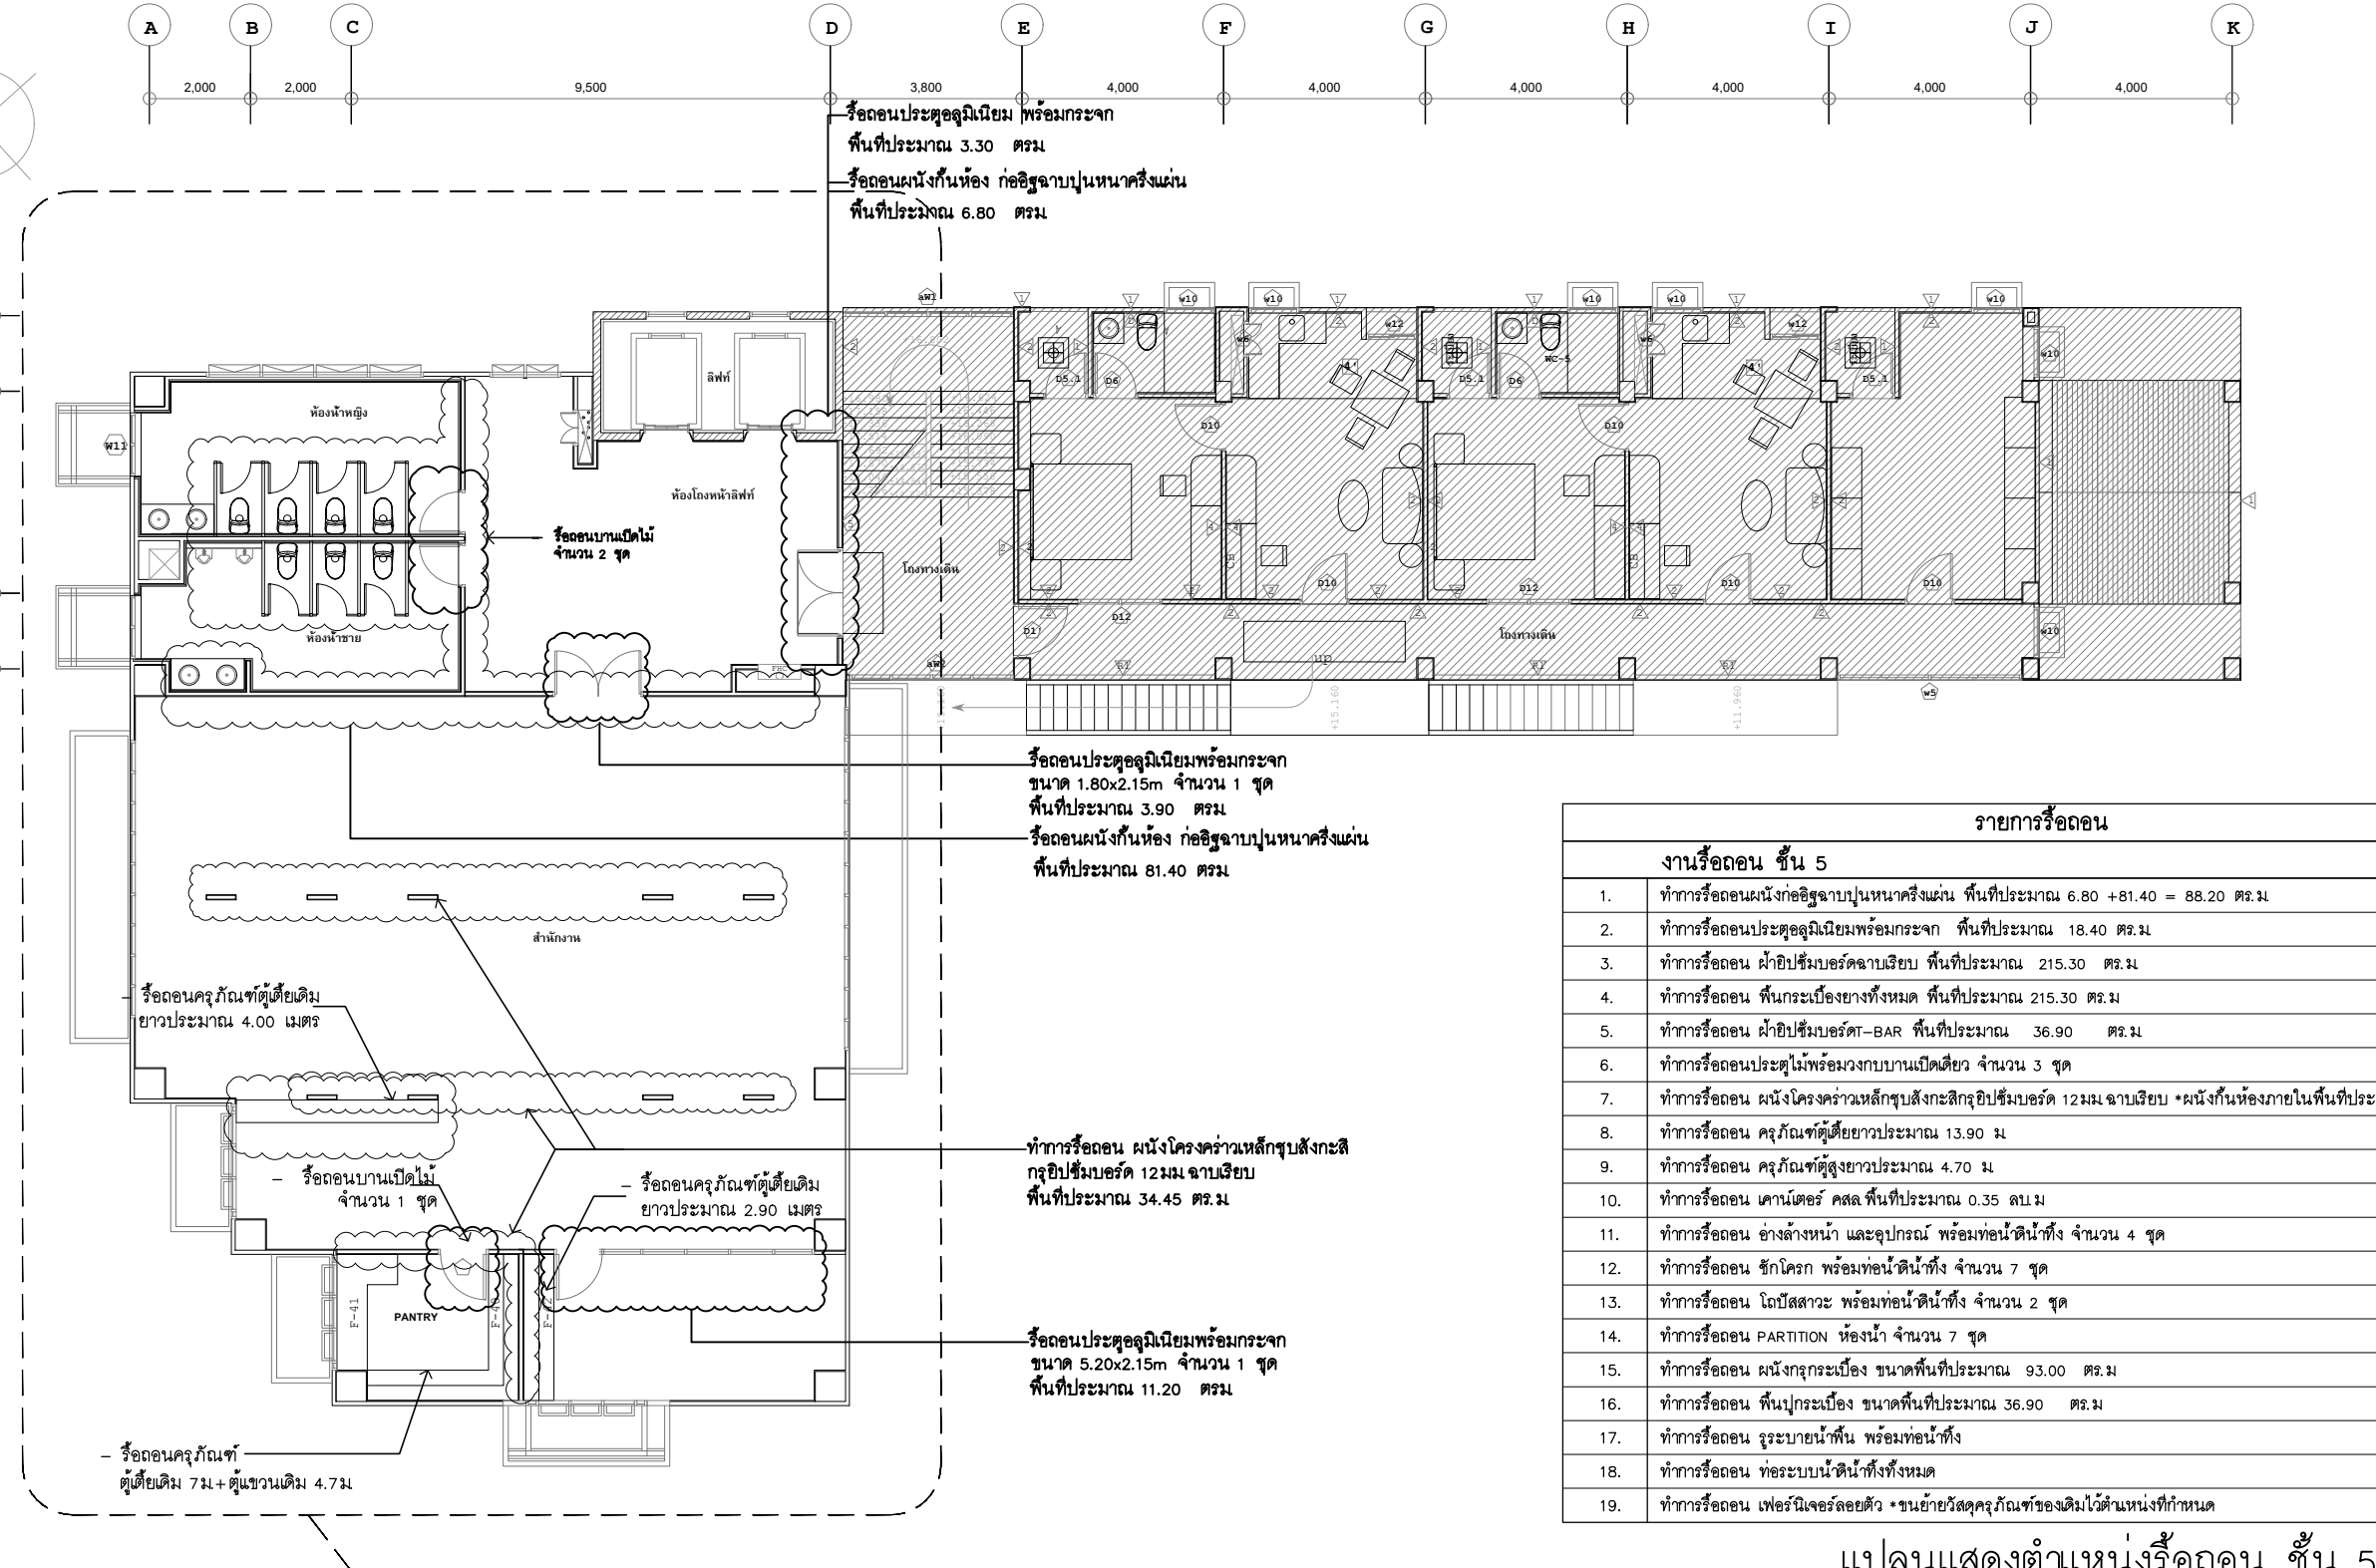 A B C D E F G H I J K
2,000 2,000 9,500 3,800 4,000 4,000 4,000 4,000 4,000 4,000
รื้อถอนประตูอลูมิเนียม พร้อมกระจก
พื้นที่ประมาณ 3.30 ตรม.
รื้อถอนผนังกั้นห้อง ก่ออิฐฉาบปูนหนาครึ่งแผ่น
พื้นที่ประมาณ 6.80 ตรม.
aW1 w10 w10 w10 w10 w10
w12 w12
w6 w6
ลิฟท์
WC-5
D5.1 D6 D5.1 D6 D5.1
4' 4'
w10
ห้องน้ำหญิง
D10 D10
W11
ห้องโถงหน้าลิฟท์
- รื้อถอนบานเปิดไม้
จำนวน 2 ชุด
โถงทางเดิน
CB CB
D10 D12 D10 D10
D12
D1'
ห้องน้ำชาย
โถงทางเดิน
w10
FHC
aW2
up
R1 R1 R1
w5
+15.160 +11.960
รื้อถอนประตูอลูมิเนียมพร้อมกระจก
ขนาด 1.80x2.15m จำนวน 1 ชุด
พื้นที่ประมาณ 3.90 ตรม.
รื้อถอนผนังกั้นห้อง ก่ออิฐฉาบปูนหนาครึ่งแผ่น
พื้นที่ประมาณ 81.40 ตรม.
สำนักงาน
- รื้อถอนครุภัณฑ์ตู้เตี้ยเดิม
ยาวประมาณ 4.00 เมตร
ทำการรื้อถอน ผนังโครงคร่าวเหล็กชุบสังกะสี
กรุยิปซั่มบอร์ด 12มม.ฉาบเรียบ
พื้นที่ประมาณ 34.45 ตร.ม.
- รื้อถอนบานเปิดไม้
จำนวน 1 ชุด
- รื้อถอนครุภัณฑ์ตู้เตี้ยเดิม
ยาวประมาณ 2.90 เมตร
F-41
PANTRY
รื้อถอนประตูอลูมิเนียมพร้อมกระจก
ขนาด 5.20x2.15m จำนวน 1 ชุด
พื้นที่ประมาณ 11.20 ตรม.
- รื้อถอนครุภัณฑ์
ตู้เตี้ยเดิม 7ม.+ตู้แขวนเดิม 4.7ม.
รายการรื้อถอน
งานรื้อถอน ชั้น 5
1. ทำการรื้อถอนผนังก่ออิฐฉาบปูนหนาครึ่งแผ่น พื้นที่ประมาณ 6.80 +81.40 = 88.20 ตร.ม.
2. ทำการรื้อถอนประตูอลูมิเนียมพร้อมกระจก พื้นที่ประมาณ 18.40 ตร.ม.
3. ทำการรื้อถอน ฝ้ายิปซั่มบอร์ดฉาบเรียบ พื้นที่ประมาณ 215.30 ตร.ม.
4. ทำการรื้อถอน พื้นกระเบื้องยางทั้งหมด พื้นที่ประมาณ 215.30 ตร.ม
5. ทำการรื้อถอน ฝ้ายิปซั่มบอร์ดT-BAR พื้นที่ประมาณ 36.90 ตร.ม.
6. ทำการรื้อถอนประตูไม้พร้อมวงกบบานเปิดเดี่ยว จำนวน 3 ชุด
7. ทำการรื้อถอน ผนังโครงคร่าวเหล็กชุบสังกะสีกรุยิปซั่มบอร์ด 12มม.ฉาบเรียบ *ผนังกั้นห้องภายในพื้นที่ประ
8. ทำการรื้อถอน ครุภัณฑ์ตู้เตี้ยยาวประมาณ 13.90 ม.
9. ทำการรื้อถอน ครุภัณฑ์ตู้สูงยาวประมาณ 4.70 ม.
10. ทำการรื้อถอน เคาน์เตอร์ คสล.พื้นที่ประมาณ 0.35 ลบ.ม
11. ทำการรื้อถอน อ่างล้างหน้า และอุปกรณ์ พร้อมท่อน้ำดีน้ำทิ้ง จำนวน 4 ชุด
12. ทำการรื้อถอน ชักโครก พร้อมท่อน้ำดีน้ำทิ้ง จำนวน 7 ชุด
13. ทำการรื้อถอน โถปัสสาวะ พร้อมท่อน้ำดีน้ำทิ้ง จำนวน 2 ชุด
14. ทำการรื้อถอน PARTITION ห้องน้ำ จำนวน 7 ชุด
15. ทำการรื้อถอน ผนังกรุกระเบื้อง ขนาดพื้นที่ประมาณ 93.00 ตร.ม
16. ทำการรื้อถอน พื้นปูกระเบื้อง ขนาดพื้นที่ประมาณ 36.90 ตร.ม
17. ทำการรื้อถอน รูระบายน้ำพื้น พร้อมท่อน้ำทิ้ง
18. ทำการรื้อถอน ท่อระบบน้ำดีน้ำทิ้งทั้งหมด
19. ทำการรื้อถอน เฟอร์นิเจอร์ลอยตัว *ขนย้ายวัสดุครุภัณฑ์ของเดิมไว้ตำแหน่งที่กำหนด
แปลนแสดงตำแหน่งรื้อถอน ชั้น 5